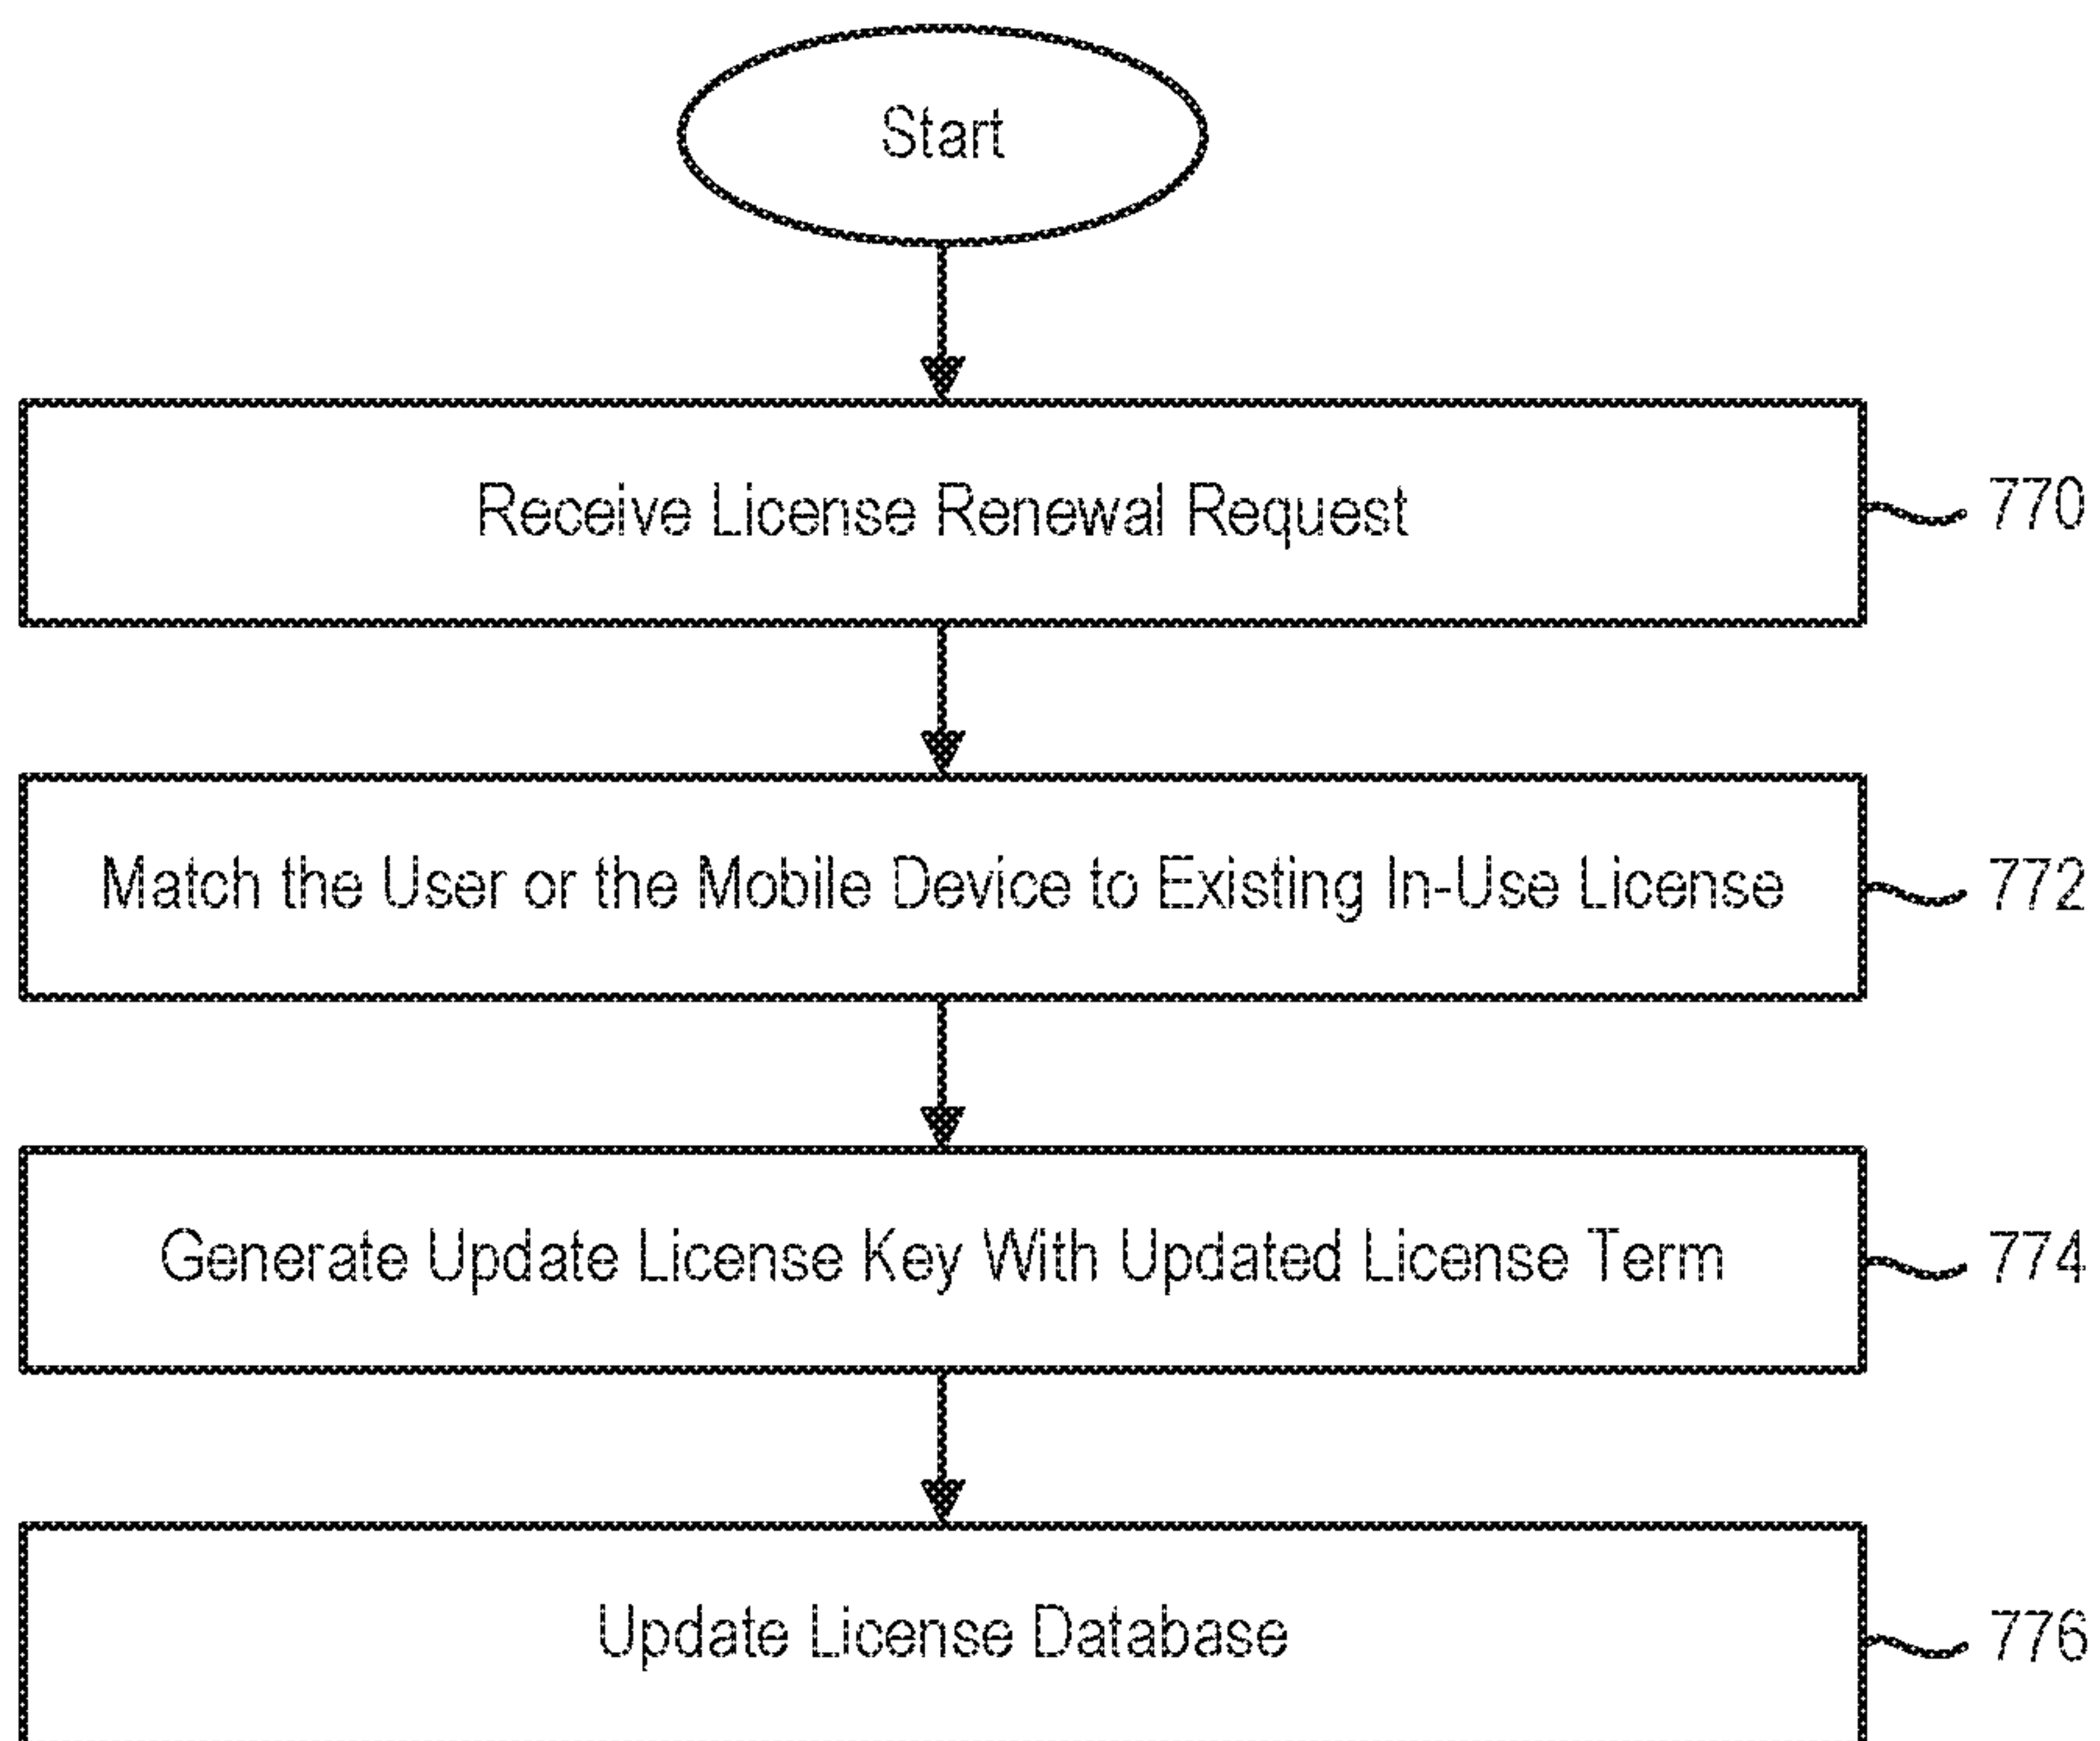 Start
Receive License Renewal Request
770
Match the User or the Mobile Device to Existing In-Use License
772
Generate Update License Key With Updated License Term
774
Update License Database
776